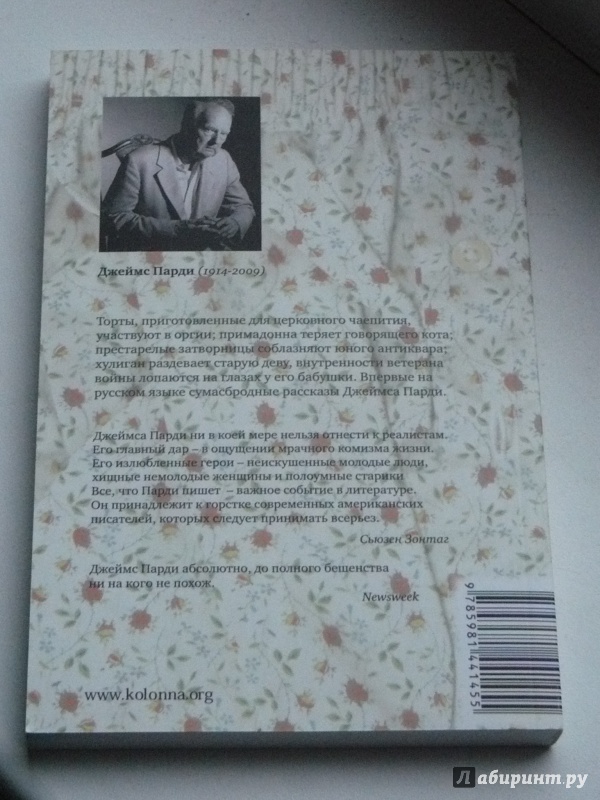 Джеймс Парди (1914-2009)
Торты, приготовленные для церковного чаепития,
участвуют в оргии; примадонна теряет говорящего кота;
престарелые затворницы соблазняют юного антиквара;
хулиган раздевает старую деву, внутренности ветерана
войны лопаются на глазах у его бабушки. Впервые на
русском языке сумасбродные рассказы Джеймса Парди.
Джеймса Парди ни в коей мере нельзя отнести к реалистам.
Его главный дар – в ощущении мрачного комизма жизни.
Его излюбленные герои – неискушенные молодые люди,
хищные немолодые женщины и полоумные старики
Все, что Парди пишет – важное событие в литературе.
Он принадлежит к горстке современных американских
писателей, которых следует принимать всерьез.
Сьюзен Зонтаг
Джеймс Парди абсолютно, до полного бешенства
ни на кого не похож.
Newsweek
9785981441455
www.kolonna.org
Лабиринт.ру